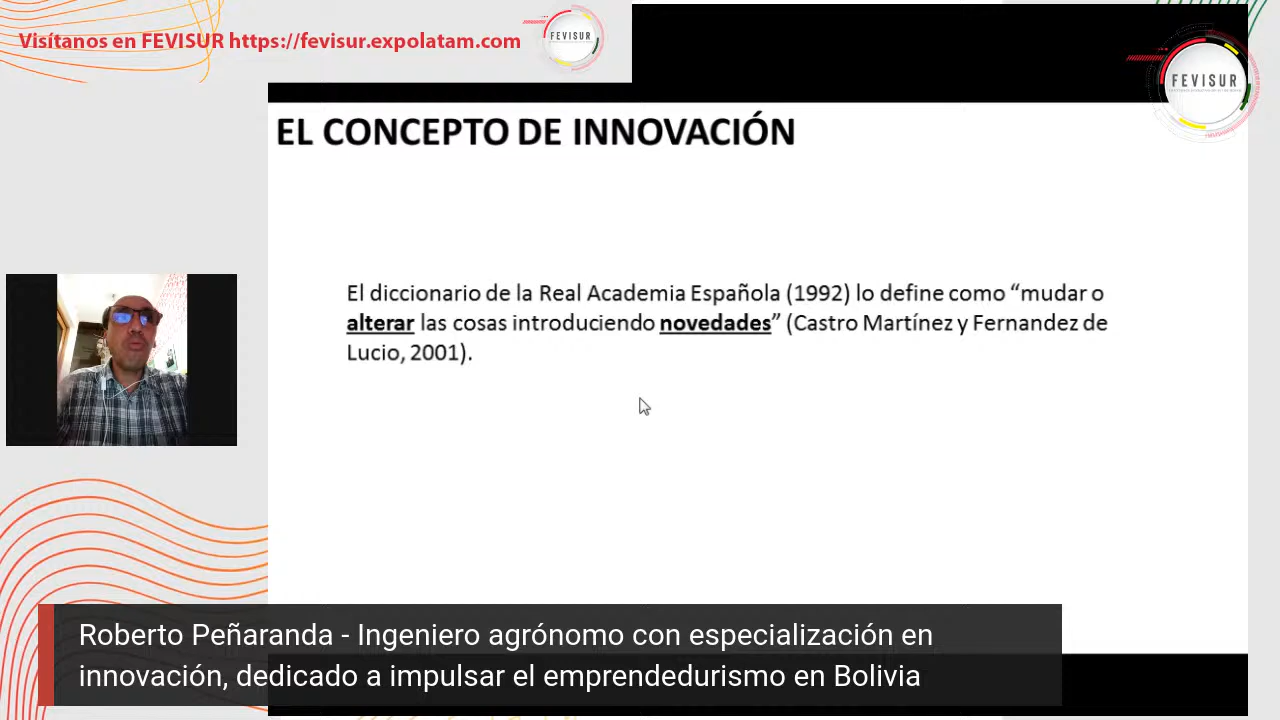 Visítanos en FEVISUR https://fevisur.expolatam.com
FEVISUR
FEVISUR
EL CONCEPTO DE INNOVACIÓN
El diccionario de la Real Academia Española (1992) lo define como “mudar o
alterar las cosas introduciendo novedades” (Castro Martínez y Fernandez de
Lucio, 2001).
Roberto Peñaranda - Ingeniero agrónomo con especialización en
innovación, dedicado a impulsar el emprendedurismo en Bolivia